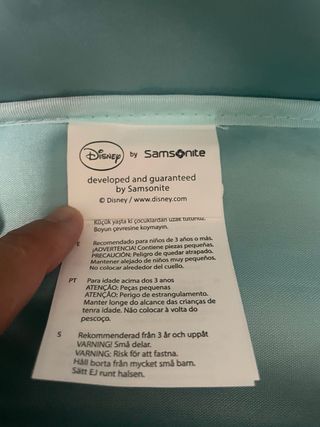 Disney by Samsonite
developed and guaranteed
by Samsonite
© Disney / www.disney.com
Küçük yaşta ki çocuklardan uzak tutunuz.
Boyun çevresine koymayın.
E Recomendado para niños de 3 años o más.
¡ADVERTENCIA! Contiene piezas pequeñas.
PRECAUCIÓN: Peligro de quedar atrapado.
Mantener alejado de niños muy pequeños.
No colocar alrededor del cuello.
PT Para idade acima dos 3 anos
ATENÇÃO: Peças pequenas
ATENÇÃO: Perigo de estrangulamento.
Manter longe do alcance das crianças de
tenra idade. Não colocar à volta do
pescoço.
S Rekommenderad från 3 år och uppåt
VARNING! Små delar.
VARNING: Risk för att fastna.
Håll borta från mycket små barn.
Sätt EJ runt halsen.